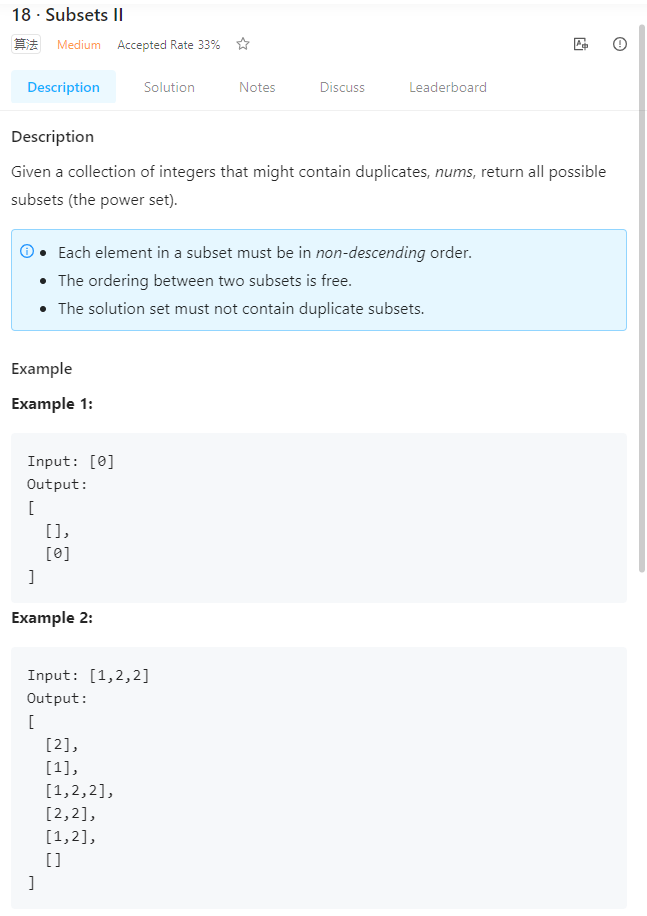 18 · Subsets II
算法 Medium Accepted Rate 33%
Description Solution Notes Discuss Leaderboard
Description
Given a collection of integers that might contain duplicates, nums, return all possible
subsets (the power set).
• Each element in a subset must be in non-descending order.
• The ordering between two subsets is free.
• The solution set must not contain duplicate subsets.
Example
Example 1:
Input: [0]
Output:
[
  [],
  [0]
]
Example 2:
Input: [1,2,2]
Output:
[
  [2],
  [1],
  [1,2,2],
  [2,2],
  [1,2],
  []
]